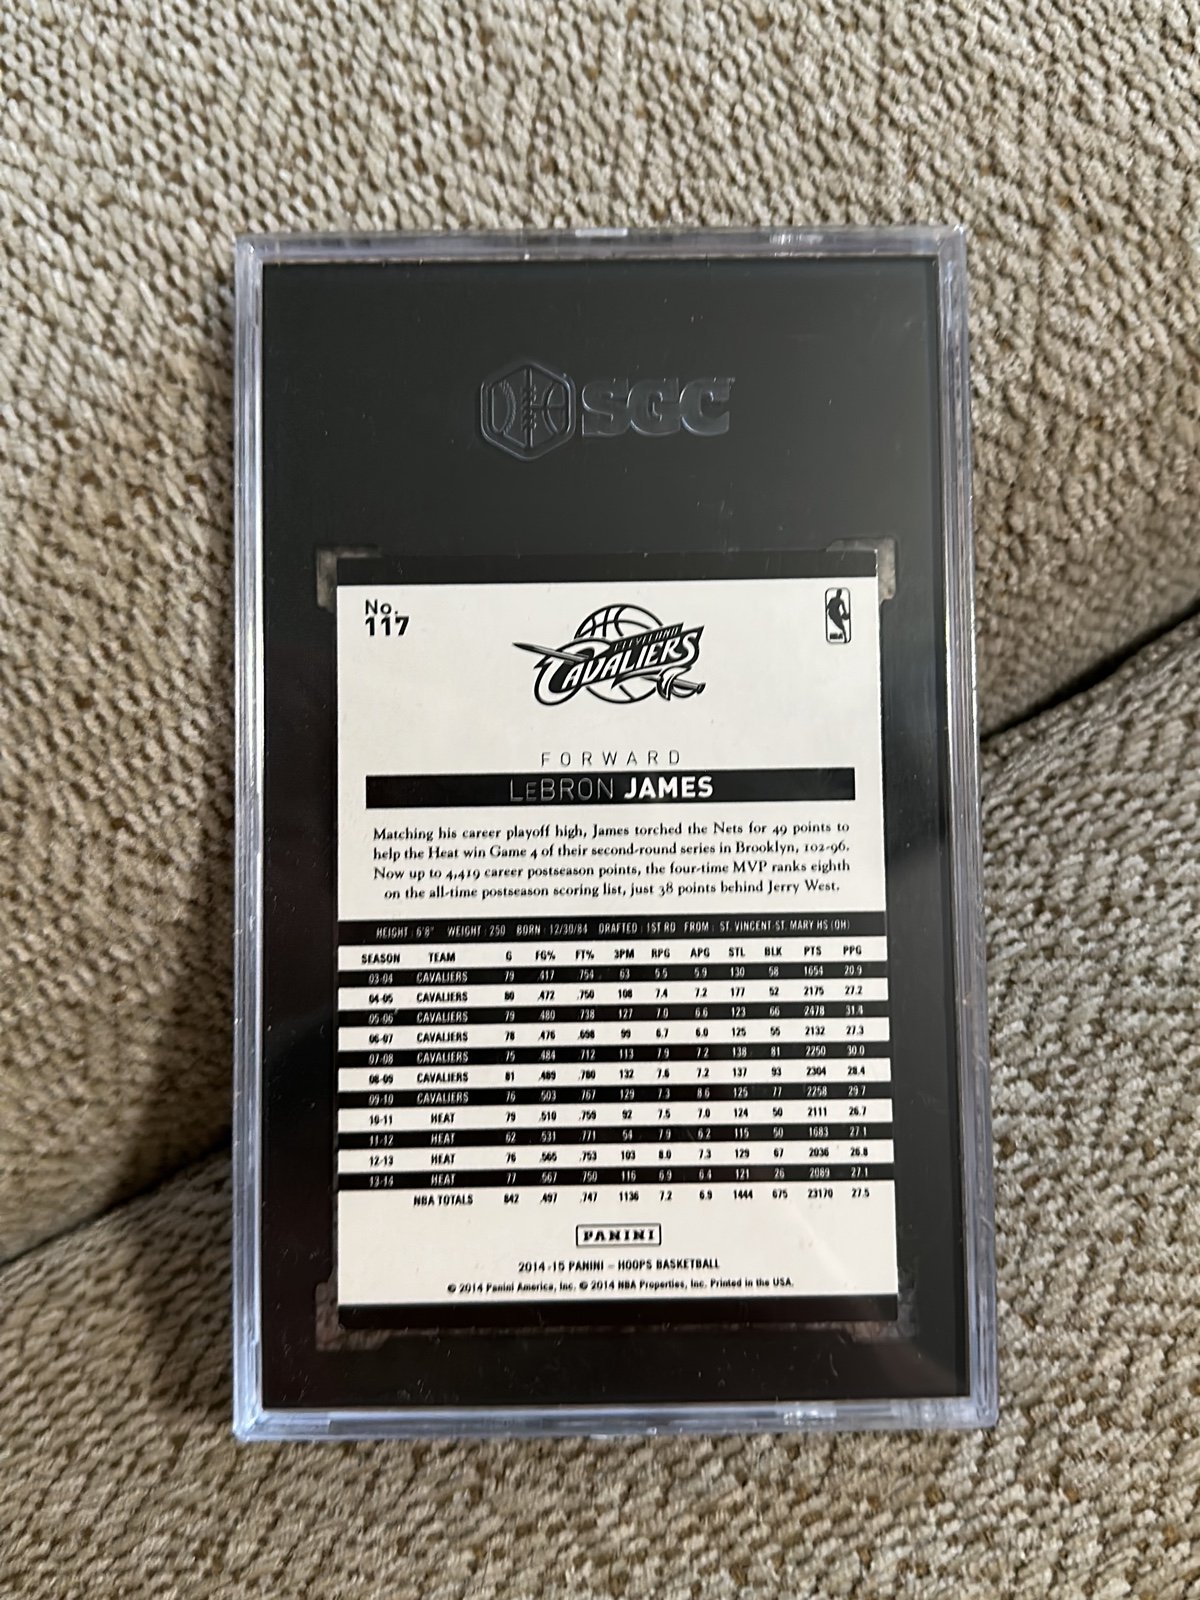 SGC
No.
117
CLEVELAND
CAVALIERS
FORWARD
LEBRON JAMES
Matching his career playoff high, James torched the Nets for 49 points to
help the Heat win Game 4 of their second-round series in Brooklyn, 102-96.
Now up to 4,419 career postseason points, the four-time MVP ranks eighth
on the all-time postseason scoring list, just 38 points behind Jerry West.
HEIGHT : 6'8" WEIGHT : 250 BORN : 12/30/84 DRAFTED : 1ST RD FROM : ST. VINCENT-ST. MARY HS (OH)
SEASON TEAM G FG% FT% 3PM RPG APG STL BLK PTS PPG
03-04 CAVALIERS 79 .417 .754 63 5.5 5.9 130 58 1654 20.9
04-05 CAVALIERS 80 .472 .750 108 7.4 7.2 177 52 2175 27.2
05-06 CAVALIERS 79 .480 .738 127 7.0 6.6 123 66 2478 31.4
06-07 CAVALIERS 78 .476 .698 99 6.7 6.0 125 55 2132 27.3
07-08 CAVALIERS 75 .484 .712 113 7.9 7.2 138 81 2250 30.0
08-09 CAVALIERS 81 .489 .780 132 7.6 7.2 137 93 2304 28.4
09-10 CAVALIERS 76 .503 .767 129 7.3 8.6 125 77 2258 29.7
10-11 HEAT 79 .510 .759 92 7.5 7.0 124 50 2111 26.7
11-12 HEAT 62 .531 .771 54 7.9 6.2 115 50 1683 27.1
12-13 HEAT 76 .565 .753 103 8.0 7.3 129 67 2036 26.8
13-14 HEAT 77 .567 .750 116 6.9 6.4 121 26 2089 27.1
NBA TOTALS 842 .497 .747 1136 7.2 6.9 1444 675 23170 27.5
PANINI
2014-15 PANINI – HOOPS BASKETBALL
© 2014 Panini America, Inc. © 2014 NBA Properties, Inc. Printed in the USA.